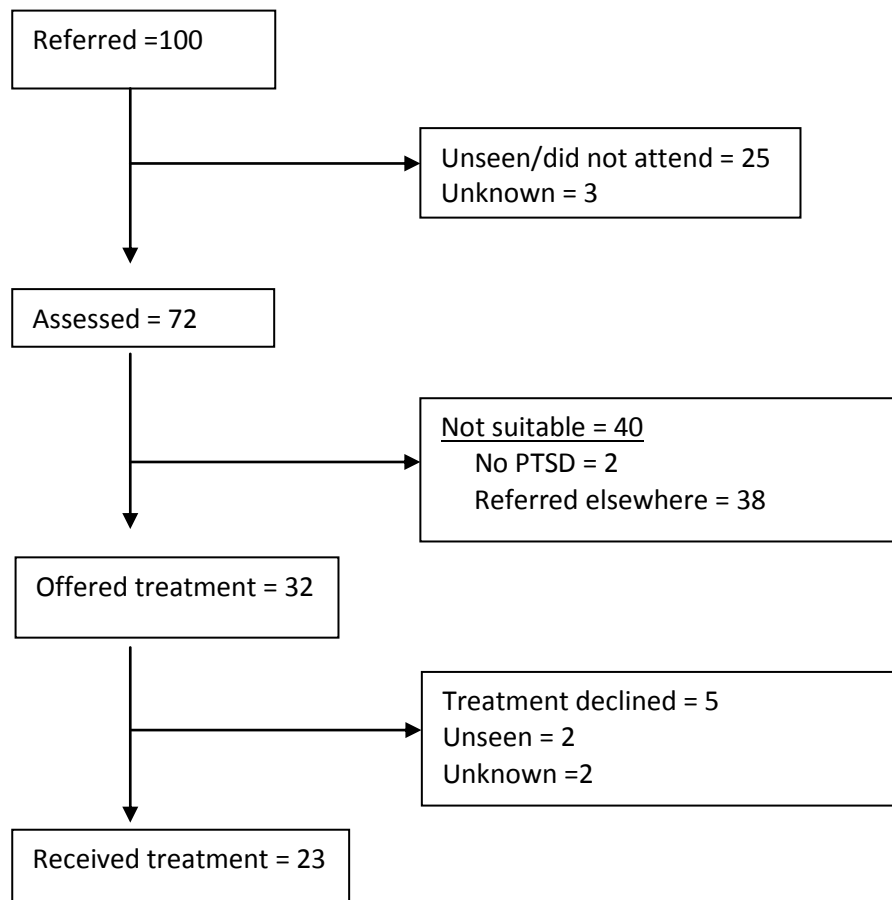 Referred =100
Unseen/did not attend = 25
Unknown = 3
Assessed = 72
Not suitable = 40
No PTSD = 2
Referred elsewhere = 38
Offered treatment = 32
Treatment declined = 5
Unseen = 2
Unknown =2
Received treatment = 23